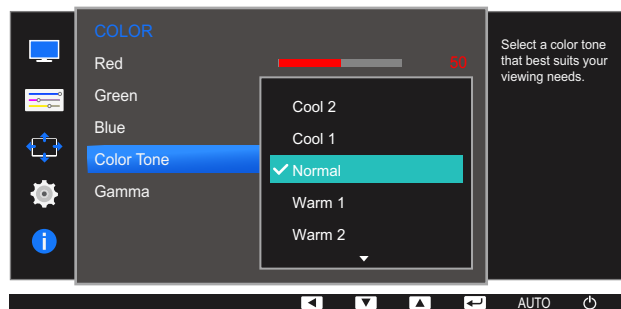 COLOR
Red 50
Green
Blue
Color Tone
Gamma
Cool 2
Cool 1
Normal
Warm 1
Warm 2
Select a color tone
that best suits your
viewing needs.
AUTO